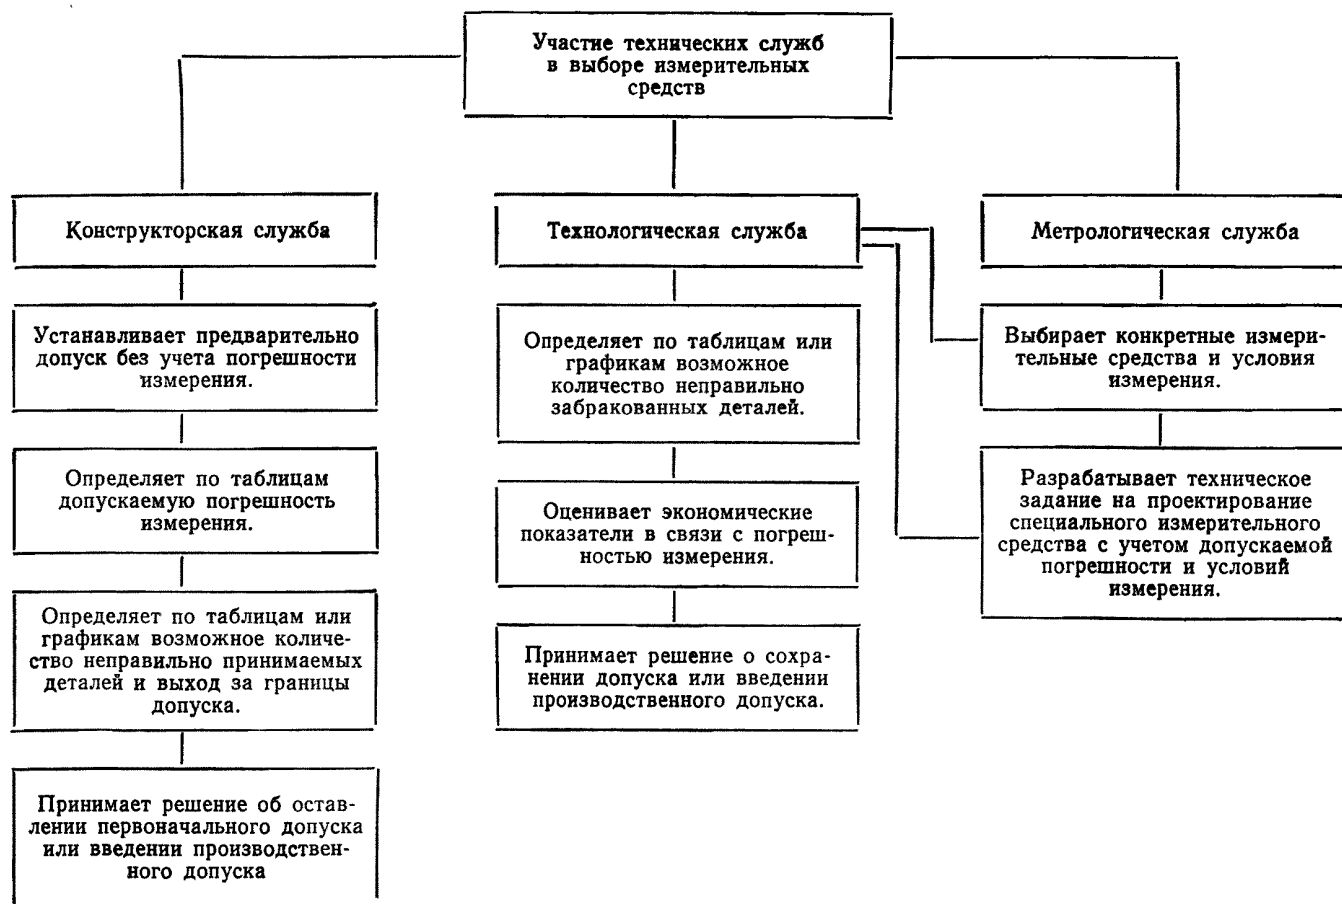 Участие технических служб
в выборе измерительных
средств
Конструкторская служба
Технологическая служба
Метрологическая служба
Устанавливает предварительно
допуск без учета погрешности
измерения.
Определяет по таблицам
допускаемую погрешность
измерения.
Определяет по таблицам или
графикам возможное количе-
ство неправильно принимаемых
деталей и выход за границы
допуска.
Принимает решение об остав-
лении первоначального допуска
или введении производствен-
ного допуска
Определяет по таблицам или
графикам возможное
количество неправильно
забракованных деталей.
Оценивает экономические
показатели в связи с погреш-
ностью измерения.
Принимает решение о сохра-
нении допуска или введении
производственного допуска.
Выбирает конкретные измери-
тельные средства и условия
измерения.
Разрабатывает техническое
задание на проектирование
специального измерительного
средства с учетом допускаемой
погрешности и условий
измерения.